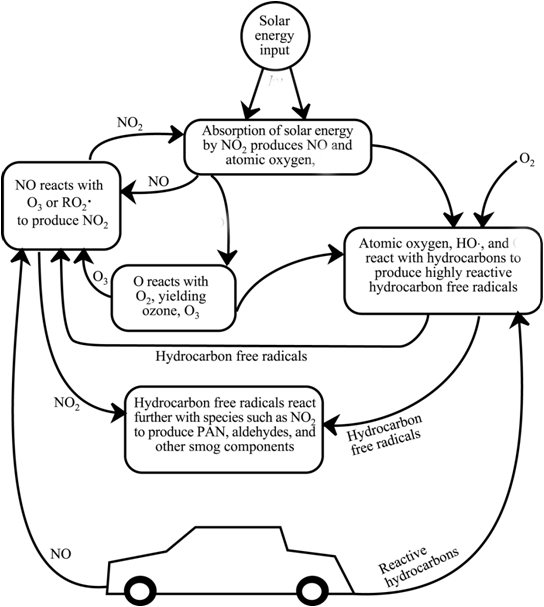 Solar
energy
input
NO2
Absorption of solar energy
by NO2 produces NO and
atomic oxygen,
O2
NO
NO reacts with
O3 or RO2·
to produce NO2
Atomic oxygen, HO·, and
react with hydrocarbons to
produce highly reactive
hydrocarbon free radicals
O3
O reacts with
O2, yielding
ozone, O3
Hydrocarbon free radicals
NO2
Hydrocarbon free radicals react
further with species such as NO2
to produce PAN, aldehydes, and
other smog components
Hydrocarbon
free radicals
NO
Reactive
hydrocarbons